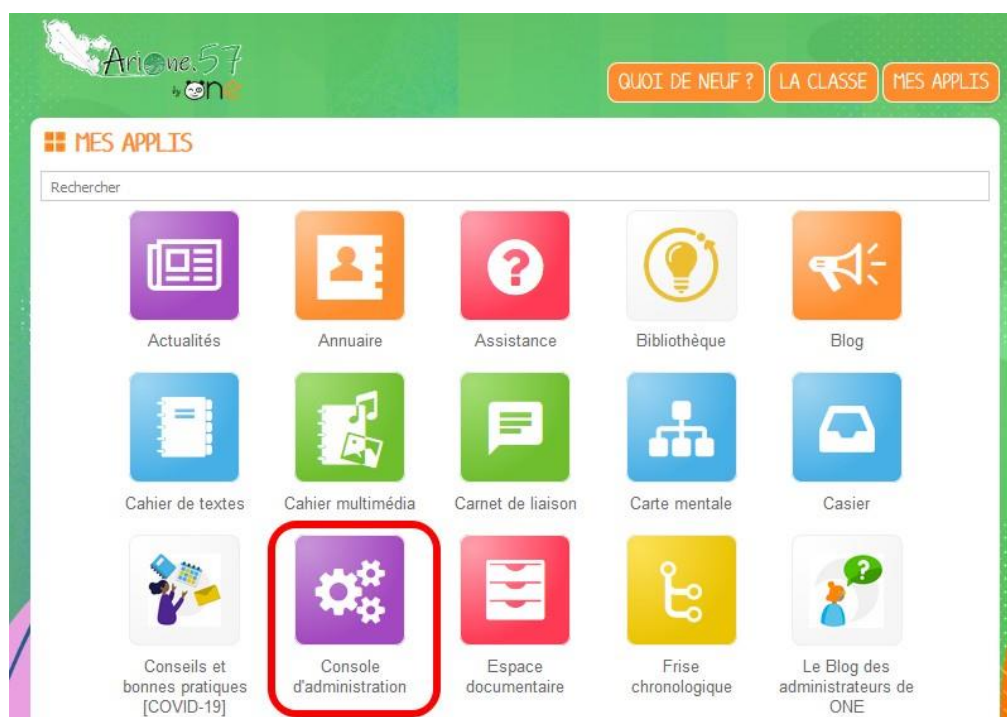 Arione.57
by One
QUOI DE NEUF ?
LA CLASSE
MES APPLIS
MES APPLIS
Rechercher
Actualités
Annuaire
Assistance
Bibliothèque
Blog
Cahier de textes
Cahier multimédia
Carnet de liaison
Carte mentale
Casier
Conseils et
bonnes pratiques
[COVID-19]
Console
d'administration
Espace
documentaire
Frise
chronologique
Le Blog des
administrateurs de
ONE